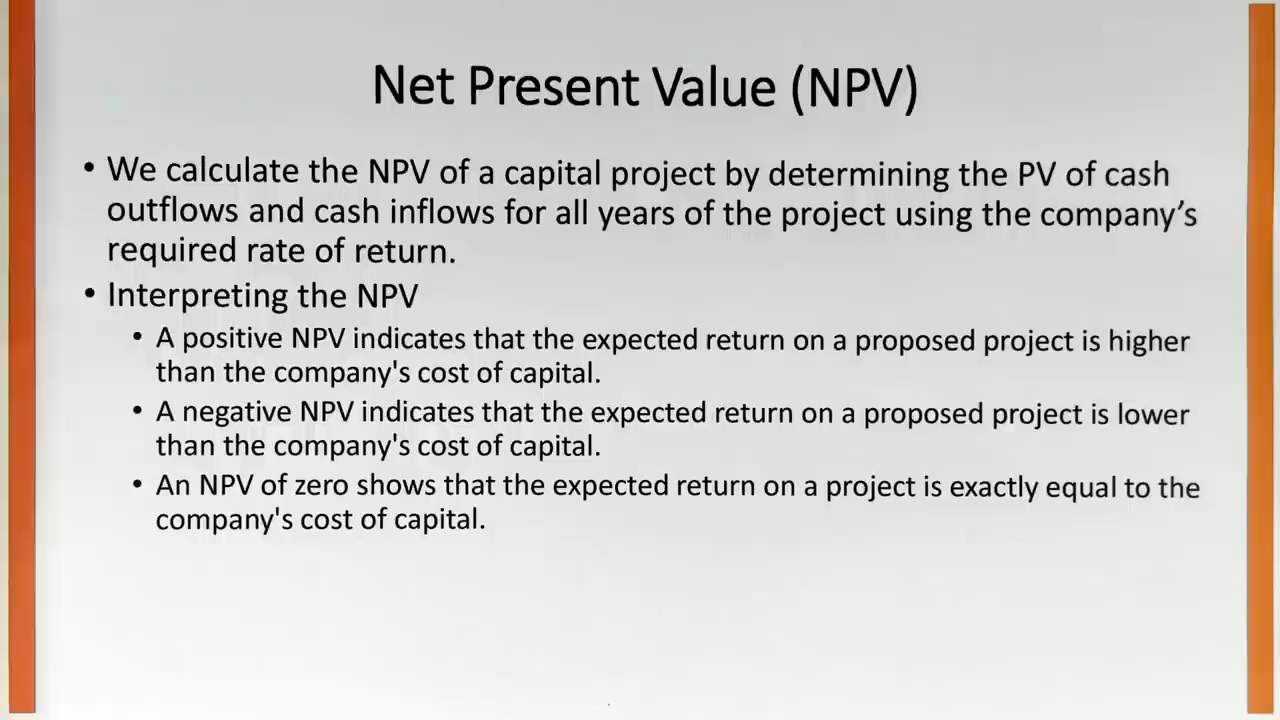 Net Present Value (NPV)
• We calculate the NPV of a capital project by determining the PV of cash
outflows and cash inflows for all years of the project using the company’s
required rate of return.
• Interpreting the NPV
• A positive NPV indicates that the expected return on a proposed project is higher
than the company's cost of capital.
• A negative NPV indicates that the expected return on a proposed project is lower
than the company's cost of capital.
• An NPV of zero shows that the expected return on a project is exactly equal to the
company's cost of capital.